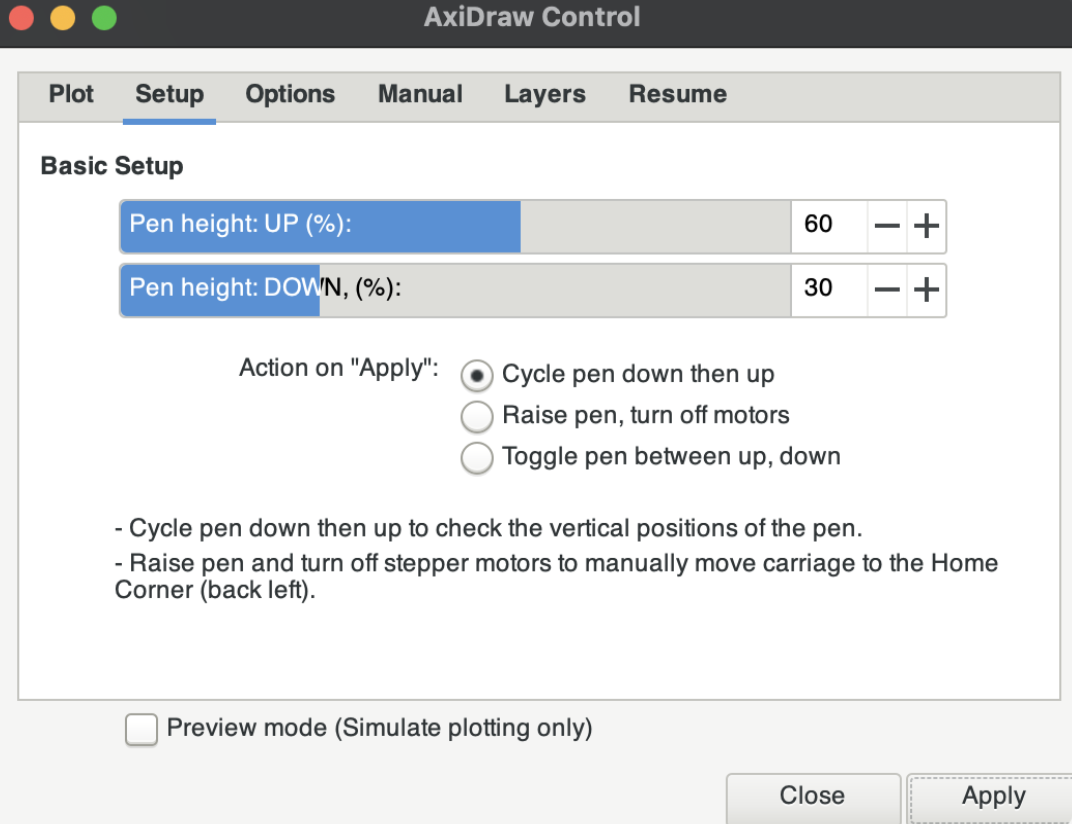 AxiDraw Control
Plot Setup Options Manual Layers Resume
Basic Setup
Pen height: UP (%): 60
Pen height: DOWN, (%): 30
Action on "Apply": Cycle pen down then up
Raise pen, turn off motors
Toggle pen between up, down
- Cycle pen down then up to check the vertical positions of the pen.
- Raise pen and turn off stepper motors to manually move carriage to the Home
Corner (back left).
Preview mode (Simulate plotting only)
Close Apply